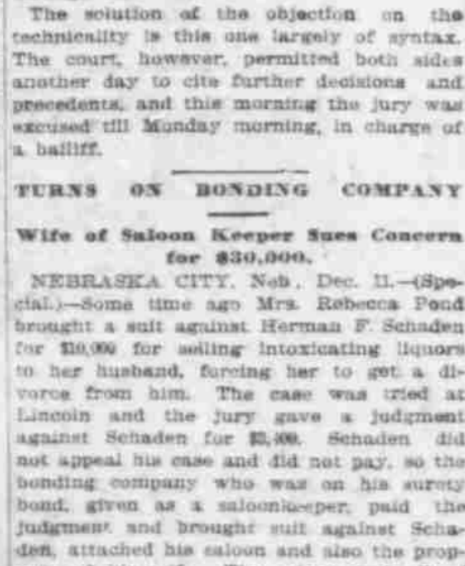 The solution of the objection on the
technicality is this one largely of syntax.
The court, however, permitted both sides
another day to cite further decisions and
precedents, and this morning the jury was
excused till Monday morning, in charge of
a bailiff.
TURNS ON BONDING COMPANY
Wife of Saloon Keeper Sues Concern
for $30,000.
NEBRASKA CITY, Neb., Dec. 11.—(Spe-
cial.)—Some time ago Mrs. Rebecca Pond
brought a suit against Herman F. Schaden
for $10,000 for selling intoxicating liquors
to her husband, forcing her to get a di-
vorce from him. The case was tried at
Lincoln and the jury gave a judgment
against Schaden for Schaden did
not appeal his case and did not pay, so the
bonding company who was on his surety
bond, given as a saloonkeeper, paid the
judgment and brought suit against Scha-
den, attached his saloon and also the prop-